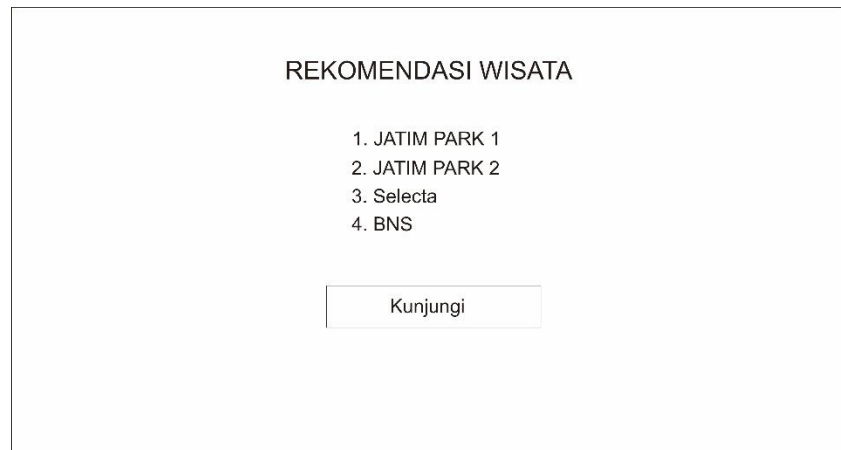 REKOMENDASI WISATA
1. JATIM PARK 1
2. JATIM PARK 2
3. Selecta
4. BNS
Kunjungi